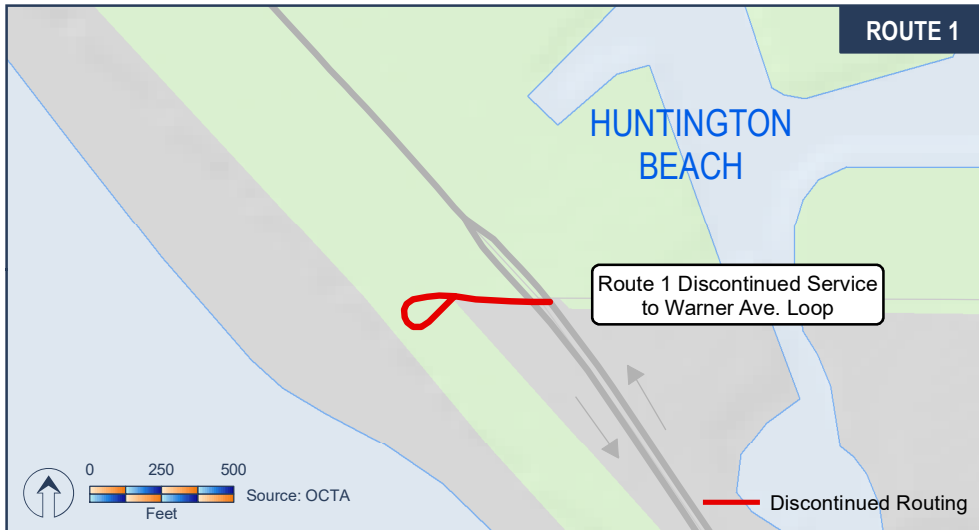 ROUTE 1
HUNTINGTON
BEACH
Route 1 Discontinued Service
to Warner Ave. Loop
0 250 500
Feet
Source: OCTA
Discontinued Routing